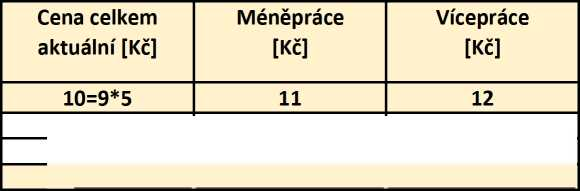 Cena celkem
aktuální [Kč]
Méněpráce
[Kč]
Vícepráce
[Kč]
10=9*5
11
12